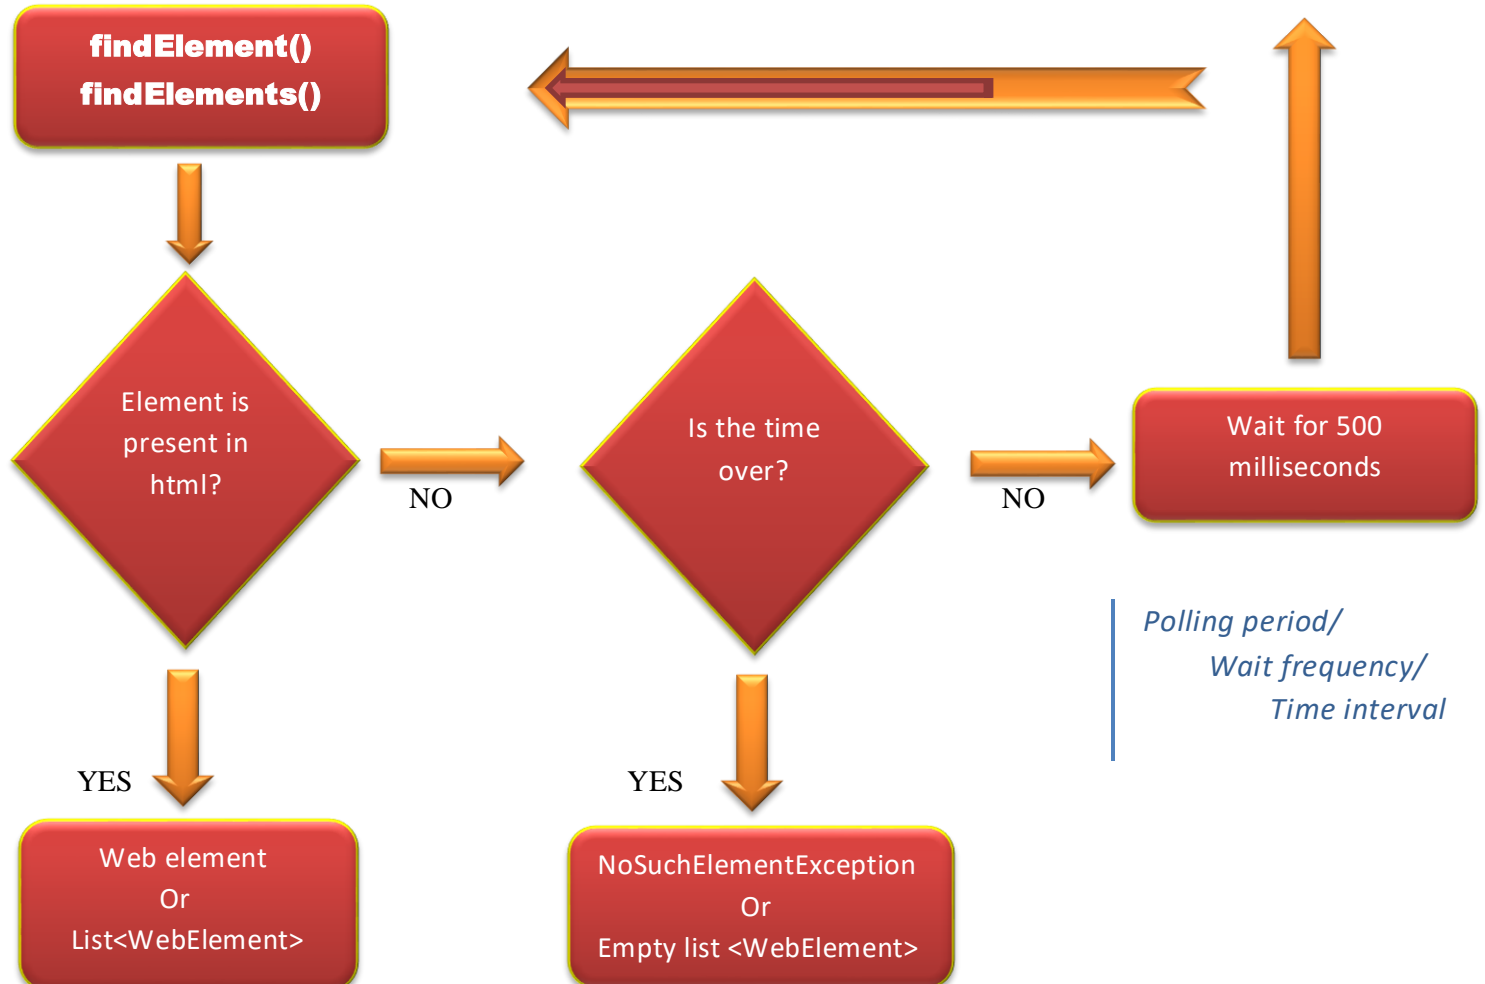 findElement()
findElements()
Element is
present in
html?
NO
Is the time
over?
NO
Wait for 500
milliseconds
Polling period/
Wait frequency/
Time interval
YES
YES
Web element
Or
List<WebElement>
NoSuchElementException
Or
Empty list <WebElement>